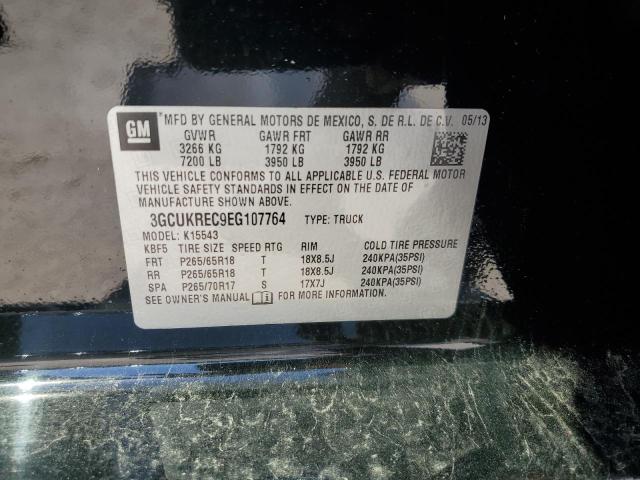 GM
*MFD BY GENERAL MOTORS DE MEXICO, S. DE R.L. DE C.V. 05/13
GVWR GAWR FRT GAWR RR
3266 KG 1792 KG 1792 KG
7200 LB 3950 LB 3950 LB
THIS VEHICLE CONFORMS TO ALL APPLICABLE U.S. FEDERAL MOTOR
VEHICLE SAFETY STANDARDS IN EFFECT ON THE DATE OF
MANUFACTURE SHOWN ABOVE.
3GCUKREC9EG107764 TYPE: TRUCK
MODEL: K15543
KBF5 TIRE SIZE SPEED RTG RIM COLD TIRE PRESSURE
FRT P265/65R18 T 18X8.5J 240KPA(35PSI)
RR P265/65R18 T 18X8.5J 240KPA(35PSI)
SPA P265/70R17 S 17X7J 240KPA(35PSI)
SEE OWNER'S MANUAL FOR MORE INFORMATION.